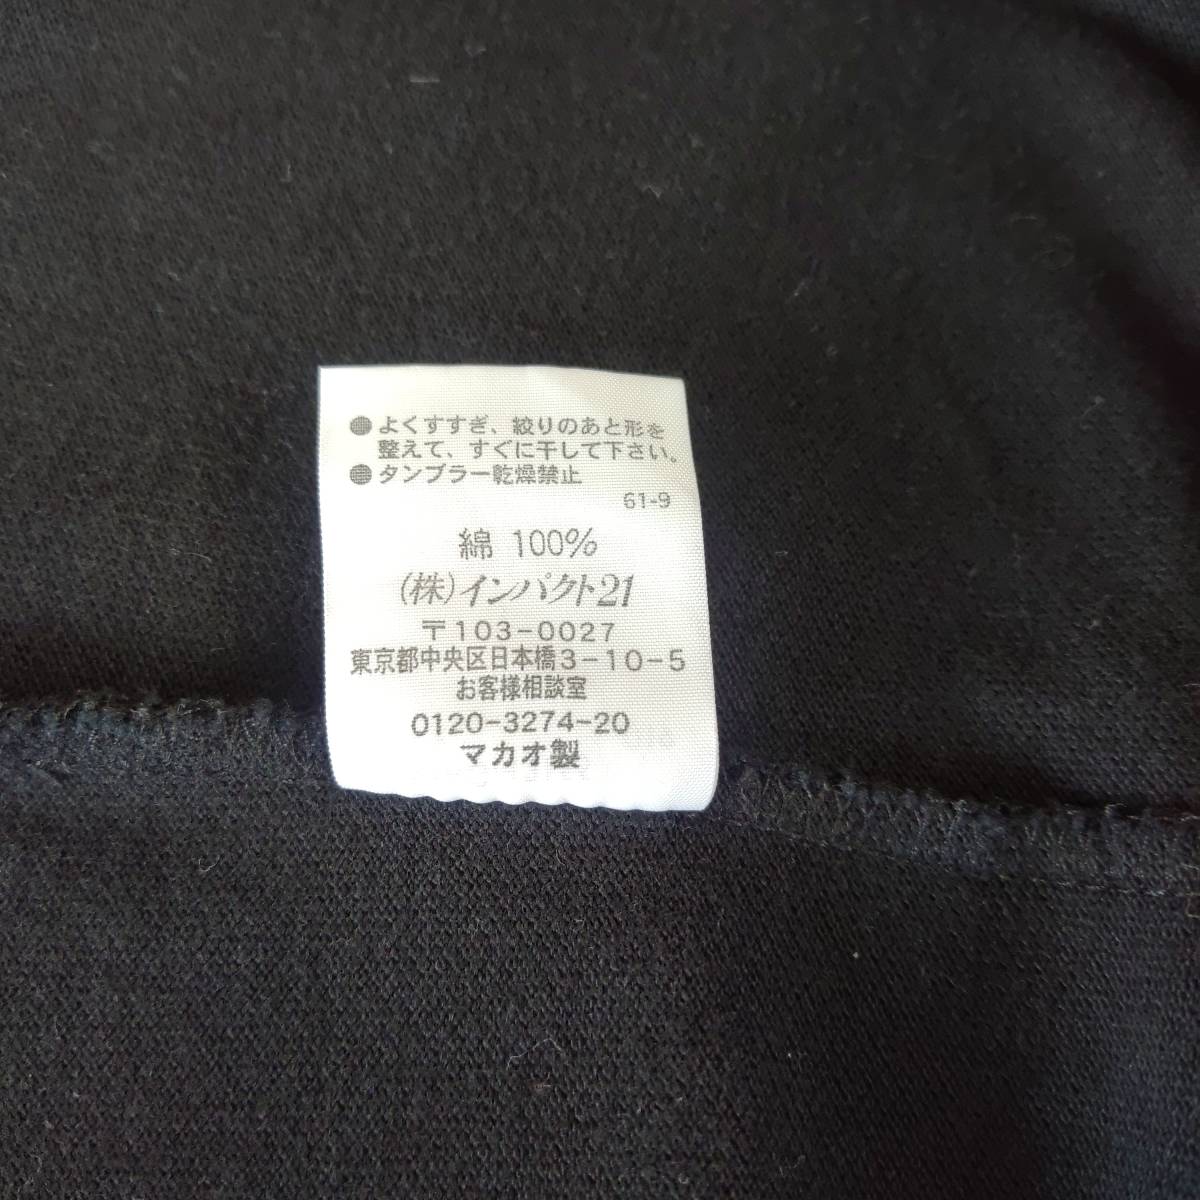 ●よくすすぎ、絞りのあと形を
整えて、すぐに干して下さい。
●タンブラー乾燥禁止
61-9
綿 100%
(株)インパクト21
〒103-0027
東京都中央区日本橋3-10-5
お客様相談室
0120-3274-20
マカオ製